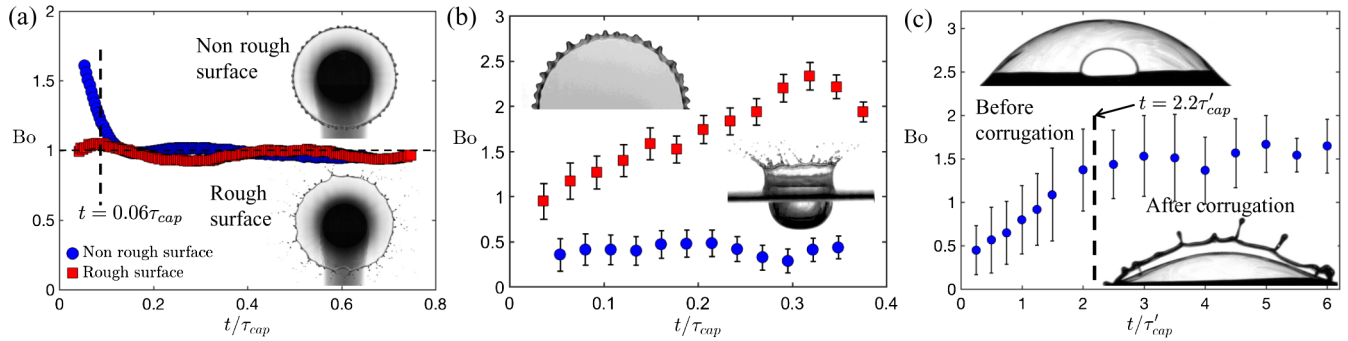 (a)
2
1.5
Bo
1
0.5
0
Non rough
surface
Rough
surface
t = 0.06τcap
Non rough surface
Rough surface
0 0.2 0.4 0.6 0.8
t/τcap
(b)
3
2.5
2
1.5
Bo
1
0.5
0
0 0.1 0.2 0.3 0.4
t/τcap
(c)
3
2.5
2
Bo
1.5
1
0.5
0
Before
corrugation
t = 2.2τ′cap
After corrugation
0 1 2 3 4 5 6
t/τ′cap